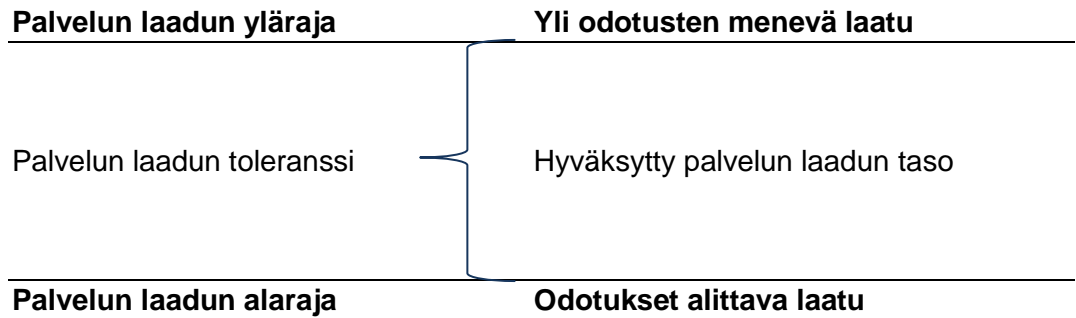 Palvelun laadun yläraja Yli odotusten menevä laatu
Palvelun laadun toleranssi Hyväksytty palvelun laadun taso
Palvelun laadun alaraja Odotukset alittava laatu